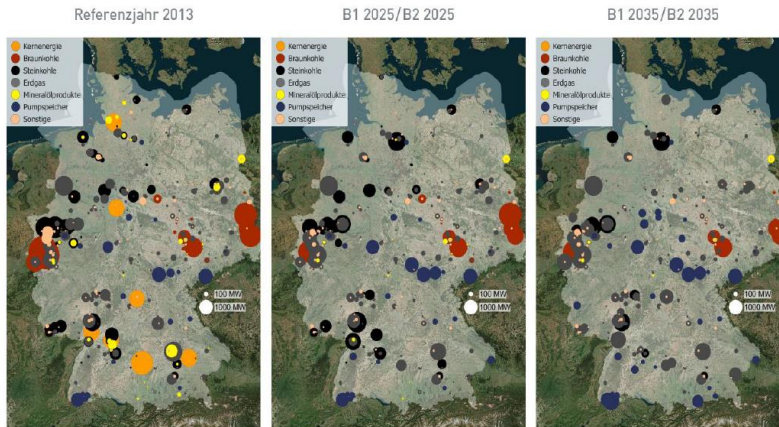 Referenzjahr 2013
Kernenergie
Braunkohle
Steinkohle
Erdgas
Mineralölprodukte
Pumpspeicher
Sonstige
100 MW
1000 MW
B1 2025/B2 2025
Kernenergie
Braunkohle
Steinkohle
Erdgas
Mineralölprodukte
Pumpspeicher
Sonstige
100 MW
1000 MW
B1 2035/B2 2035
Kernenergie
Braunkohle
Steinkohle
Erdgas
Mineralölprodukte
Pumpspeicher
Sonstige
100 MW
1000 MW